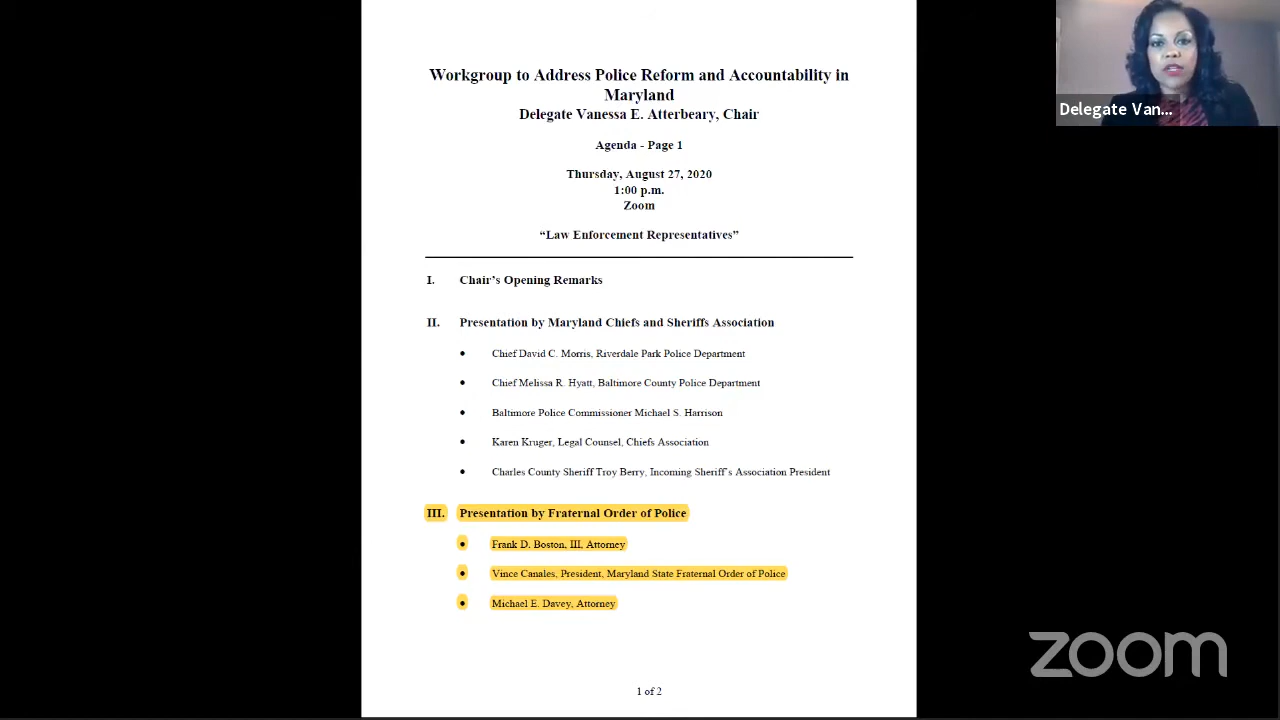 Workgroup to Address Police Reform and Accountability in
Maryland
Delegate Vanessa E. Atterbeary, Chair
Agenda - Page 1
Thursday, August 27, 2020
1:00 p.m.
Zoom
“Law Enforcement Representatives”
I. Chair’s Opening Remarks
II. Presentation by Maryland Chiefs and Sheriffs Association
• Chief David C. Morris, Riverdale Park Police Department
• Chief Melissa R. Hyatt, Baltimore County Police Department
• Baltimore Police Commissioner Michael S. Harrison
• Karen Kruger, Legal Counsel, Chiefs Association
• Charles County Sheriff Troy Berry, Incoming Sheriff’s Association President
III. Presentation by Fraternal Order of Police
• Frank D. Boston, III, Attorney
• Vince Canales, President, Maryland State Fraternal Order of Police
• Michael E. Davey, Attorney
1 of 2
Delegate Van...
zoom